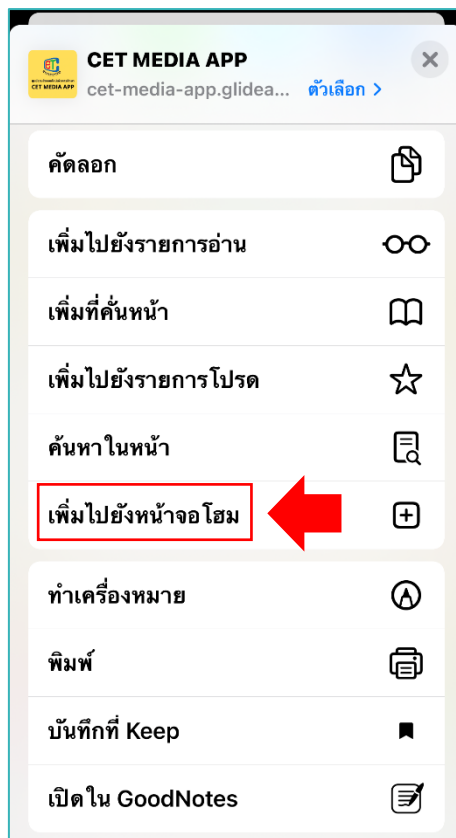 CET MEDIA APP
CET MEDIA APP
cet-media-app.glidea... ตัวเลือก >
คัดลอก
เพิ่มไปยังรายการอ่าน
เพิ่มที่คั่นหน้า
เพิ่มไปยังรายการโปรด
ค้นหาในหน้า
เพิ่มไปยังหน้าจอโฮม
ทำเครื่องหมาย
พิมพ์
บันทึกที่ Keep
เปิดใน GoodNotes